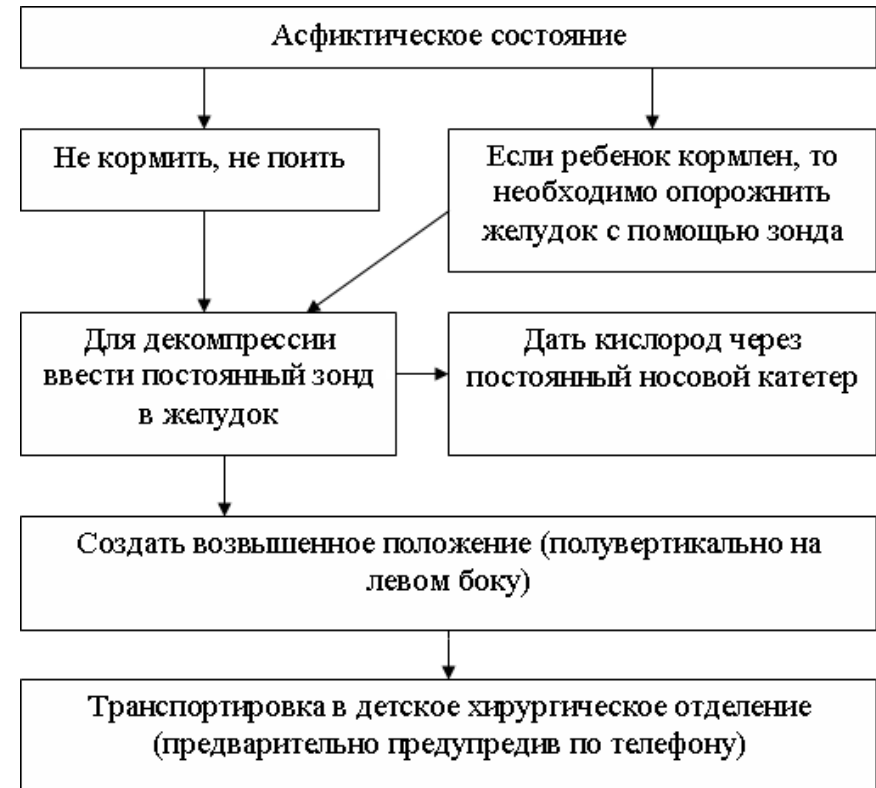 Асфиктическое состояние
Не кормить, не поить
Если ребенок кормлен, то
необходимо опорожнить
желудок с помощью зонда
Для декомпрессии
ввести постоянный зонд
в желудок
Дать кислород через
постоянный носовой катетер
Создать возвышенное положение (полувертикально на
левом боку)
Транспортировка в детское хирургическое отделение
(предварительно предупредив по телефону)